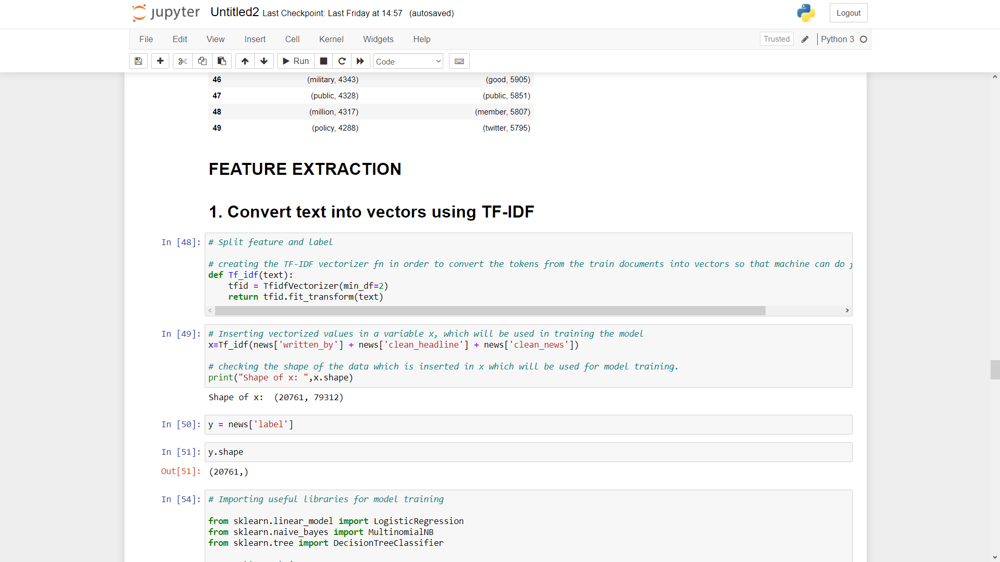 jupyter Untitled2 Last Checkpoint: Last Friday at 14:57 (autosaved) Logout
File Edit View Insert Cell Kernel Widgets Help Trusted Python 3
Run Code
46 (military, 4343) (good, 5905)
47 (public, 4328) (public, 5851)
48 (million, 4317) (member, 5807)
49 (policy, 4288) (twitter, 5795)
FEATURE EXTRACTION
1. Convert text into vectors using TF-IDF
In [48]: # Split feature and label
# creating the TF-IDF vectorizer fn in order to convert the tokens from the train documents into vectors so that machine can do
def Tf_idf(text):
    tfid = TfidfVectorizer(min_df=2)
    return tfid.fit_transform(text)
In [49]: # Inserting vectorized values in a variable x, which will be used in training the model
x=Tf_idf(news['written_by'] + news['clean_headline'] + news['clean_news'])
# checking the shape of the data which is inserted in x which will be used for model training.
print("Shape of x: ",x.shape)
Shape of x:  (20761, 79312)
In [50]: y = news['label']
In [51]: y.shape
Out[51]: (20761,)
In [54]: # Importing useful libraries for model training
from sklearn.linear_model import LogisticRegression
from sklearn.naive_bayes import MultinomialNB
from sklearn.tree import DecisionTreeClassifier